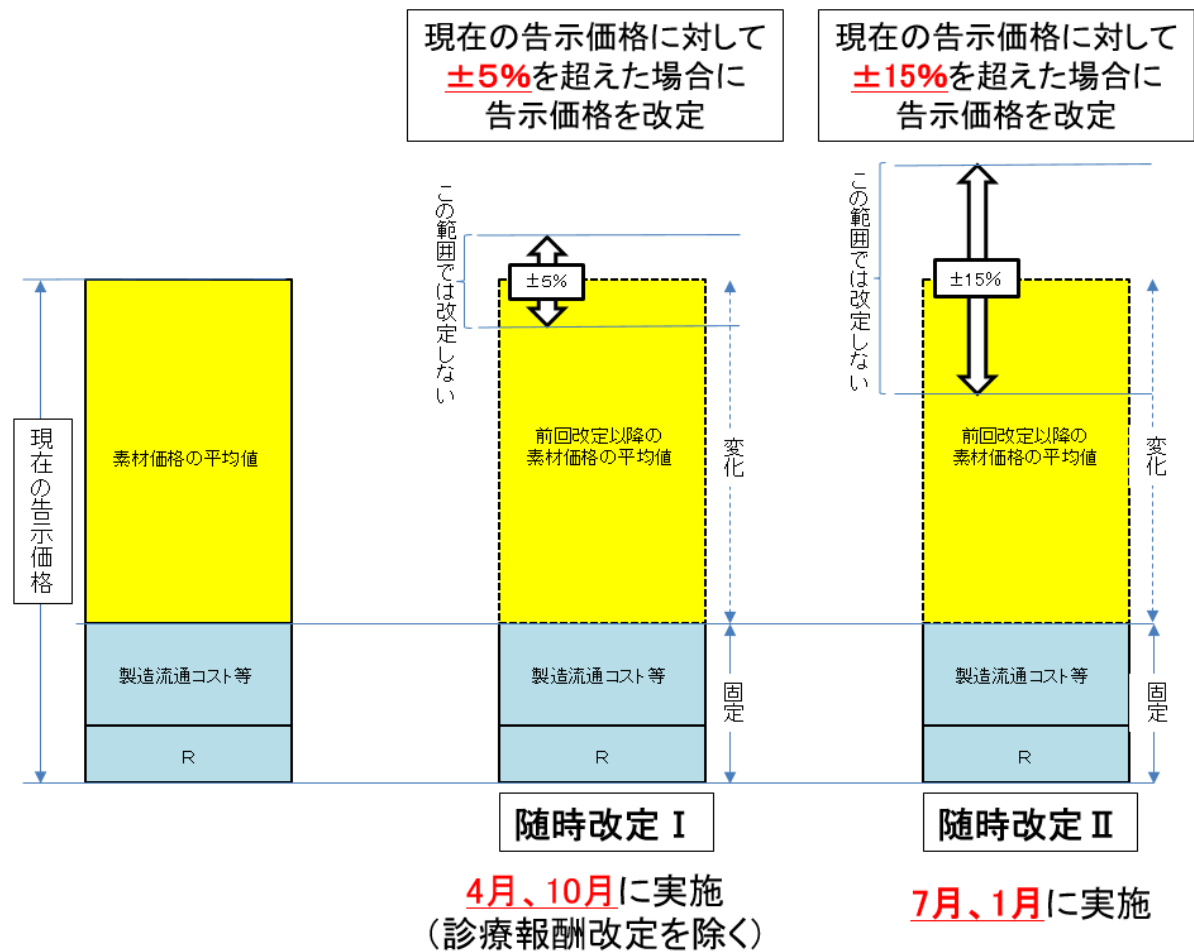 現在の告示価格に対して
±5%を超えた場合に
告示価格を改定
現在の告示価格に対して
±15%を超えた場合に
告示価格を改定
現在の告示価格
素材価格の平均値
製造流通コスト等
R
この範囲では改定しない
±5%
前回改定以降の
素材価格の平均値
変化
製造流通コスト等
固定
R
この範囲では改定しない
±15%
前回改定以降の
素材価格の平均値
変化
製造流通コスト等
固定
R
随時改定Ⅰ
4月、10月に実施
(診療報酬改定を除く)
随時改定Ⅱ
7月、1月に実施